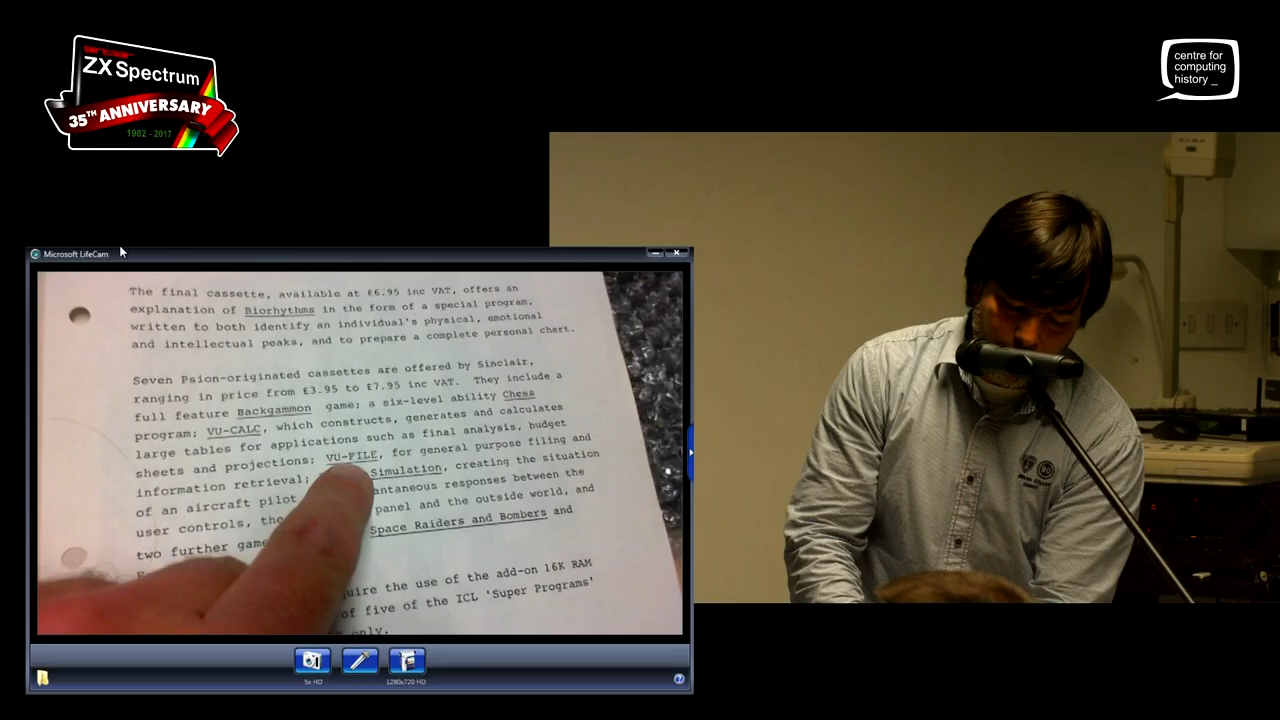 sinclair
ZX Spectrum
35TH ANNIVERSARY
1982 - 2017
centre for
computing
history _
Microsoft LifeCam
The final cassette, available at £6.95 inc VAT, offers an
explanation of Biorhythms in the form of a special program,
written to both identify an individual's physical, emotional
and intellectual peaks, and to prepare a complete personal chart.
Seven Psion-originated cassettes are offered by Sinclair,
ranging in price from £3.95 to £7.95 inc VAT. They include a
full feature Backgammon game; a six-level ability Chess
program; VU-CALC, which constructs, generates and calculates
large tables for applications such as final analysis, budget
sheets and projections; VU-FILE, for general purpose filing and
information retrieval; Simulation, creating the situation
of an aircraft pilot antaneous responses between the
user controls, the panel and the outside world, and
two further game Space Raiders and Bombers and
quire the use of the add-on 16K RAM
of five of the ICL 'Super Programs'
only.
5x HD
1280x720 HD
90